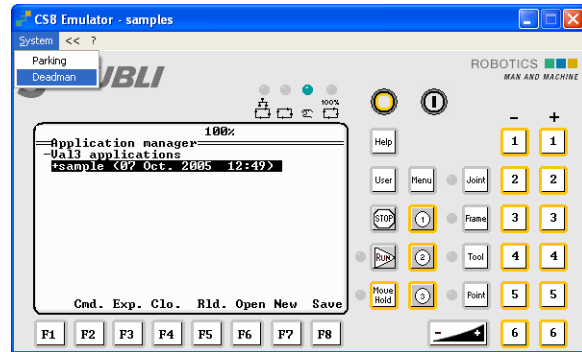 CS8 Emulator - samples
System << ?
Parking
Deadman
UBLI
ROBOTICS
MAN AND MACHINE
100%
- +
100%
Application manager
-Val3 applications
+sample (07 Oct. 2005 12:49)
Cmd. Exp. Clo. Rld. Open New Save
Help 1 1
User Menu Joint 2 2
STOP 1 Frame 3 3
RUN 2 Tool 4 4
Move Hold 3 Point 5 5
F1 F2 F3 F4 F5 F6 F7 F8 - + 6 6